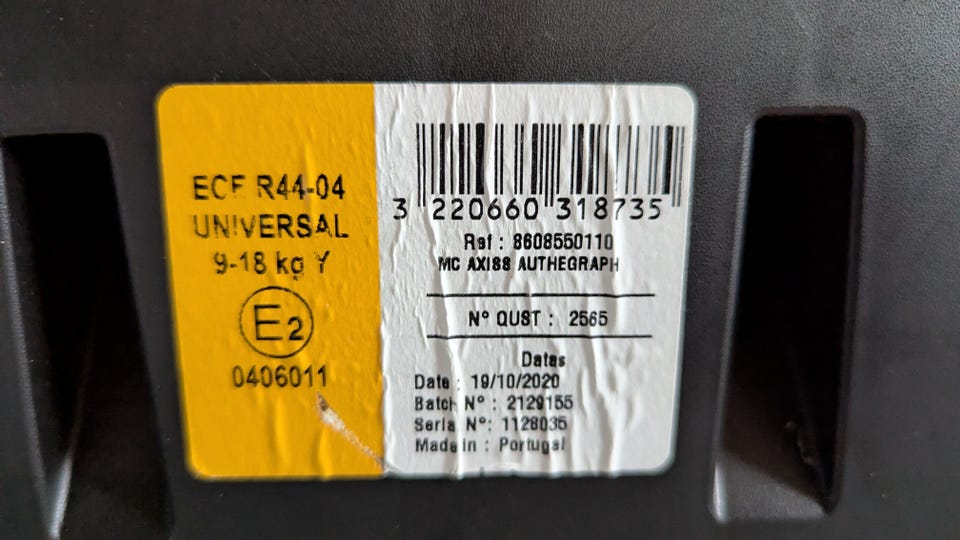 ECE R44-04
UNIVERSAL
9-18 kg Y
E2
0406011
3 220660 318735
Ref : 8608550110
MC AXISS AUTHEGRAPH
N° QUST : 2565
Datas
Date : 19/10/2020
Batch N° : 2129155
Serial N°: 1128035
Made in : Portugal